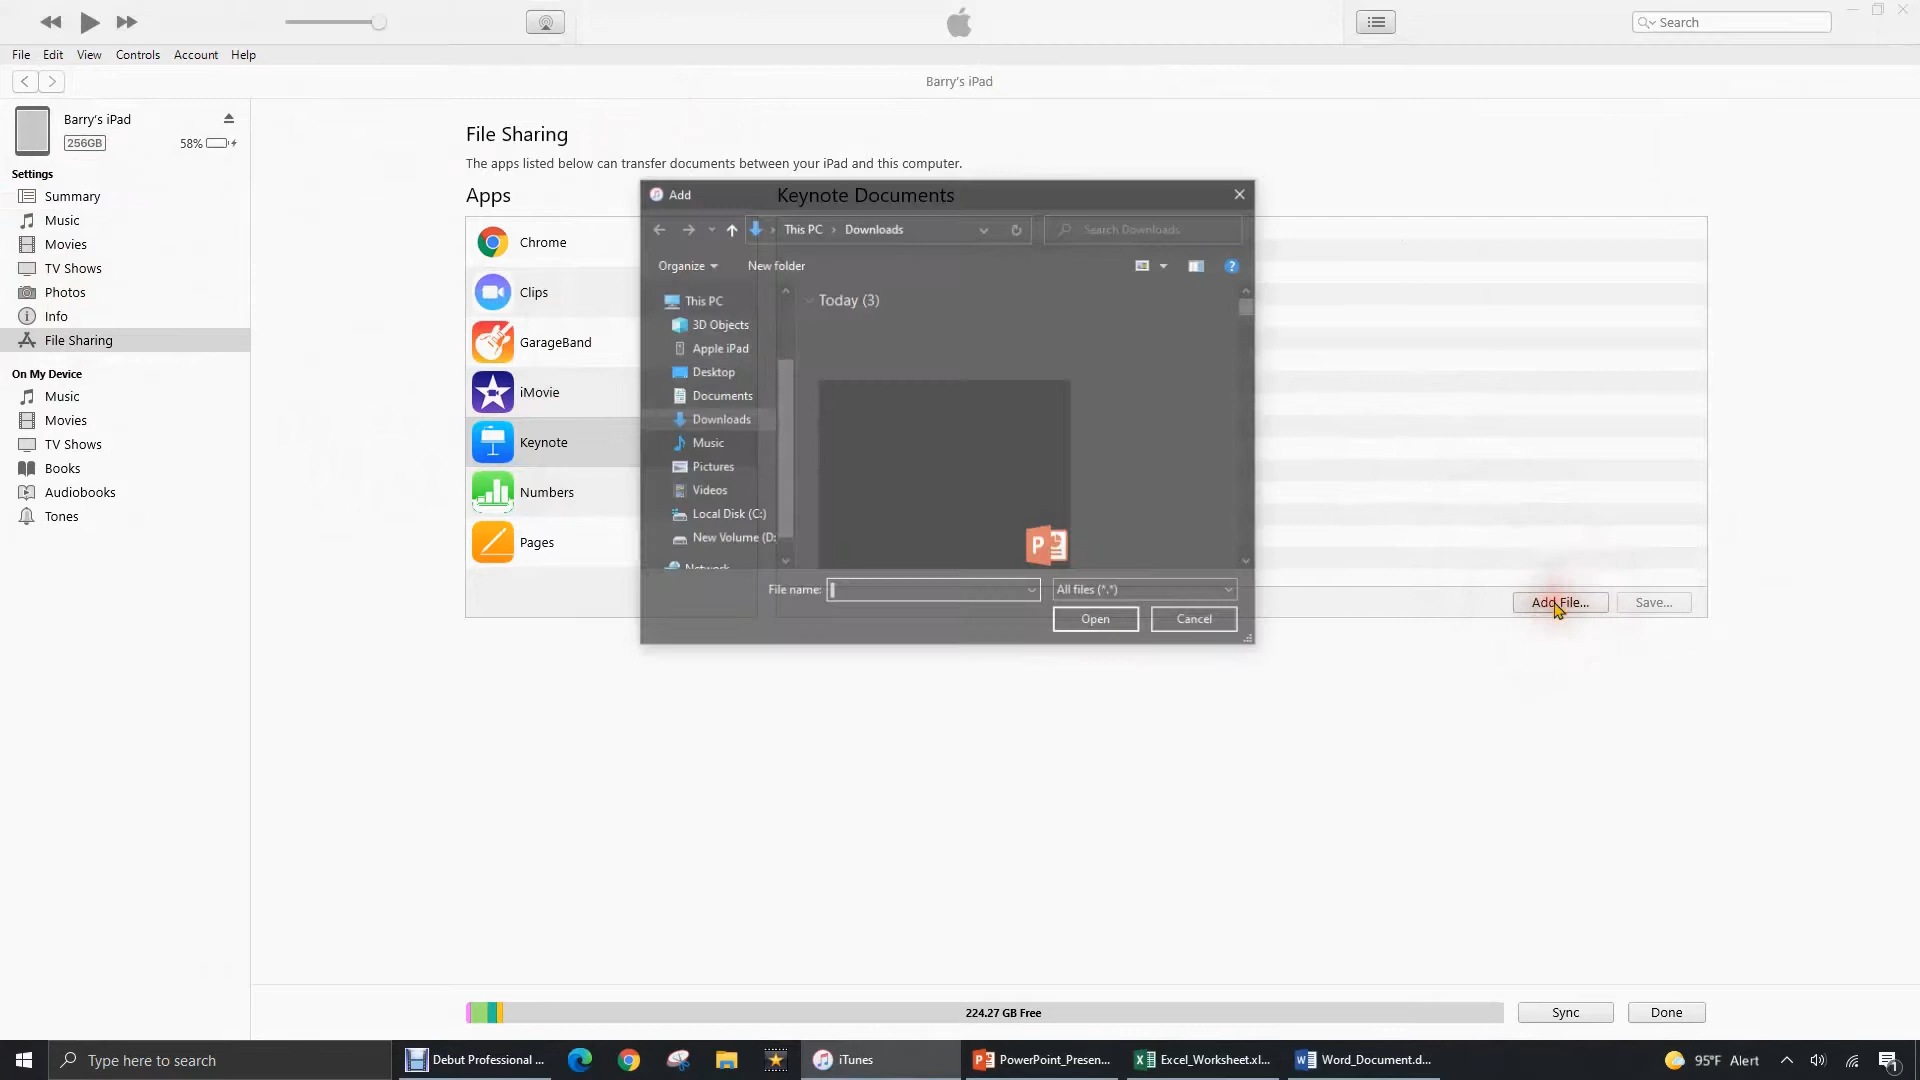 Search
File Edit View Controls Account Help
Barry's iPad
Barry's iPad
256GB
58%
Settings
Summary
Music
Movies
TV Shows
Photos
Info
File Sharing
On My Device
Music
Movies
TV Shows
Books
Audiobooks
Tones
File Sharing
The apps listed below can transfer documents between your iPad and this computer.
Apps
Chrome
Clips
GarageBand
iMovie
Keynote
Numbers
Pages
Keynote Documents
Add
This PC › Downloads
Search Downloads
Organize New folder
This PC
3D Objects
Apple iPad
Desktop
Documents
Downloads
Music
Pictures
Videos
Local Disk (C:)
New Volume (D:
Network
Today (3)
File name:
All files (*.*)
Open Cancel
Add File... Save...
224.27 GB Free
Sync Done
Type here to search
Debut Professional ...
iTunes
PowerPoint_Presen...
Excel_Worksheet.xl...
Word_Document.d...
95°F Alert
1